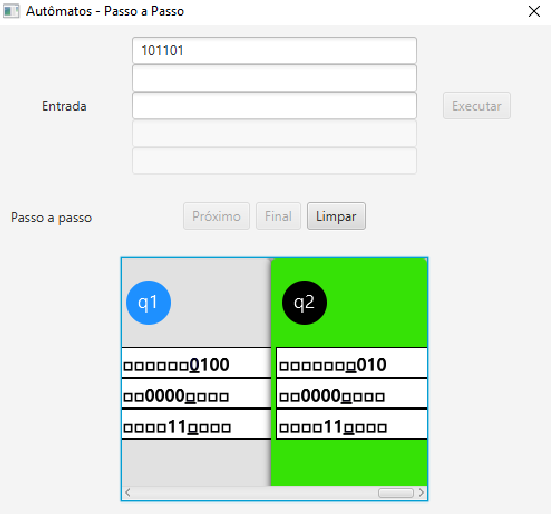 Autômatos - Passo a Passo
101101
Entrada
Executar
Passo a passo
Próximo
Final
Limpar
q1
q2
□□□□□□0100
□□0000□□□□
□□□□11□□□□
□□□□□□□010
□□0000□□□□
□□□□11□□□□